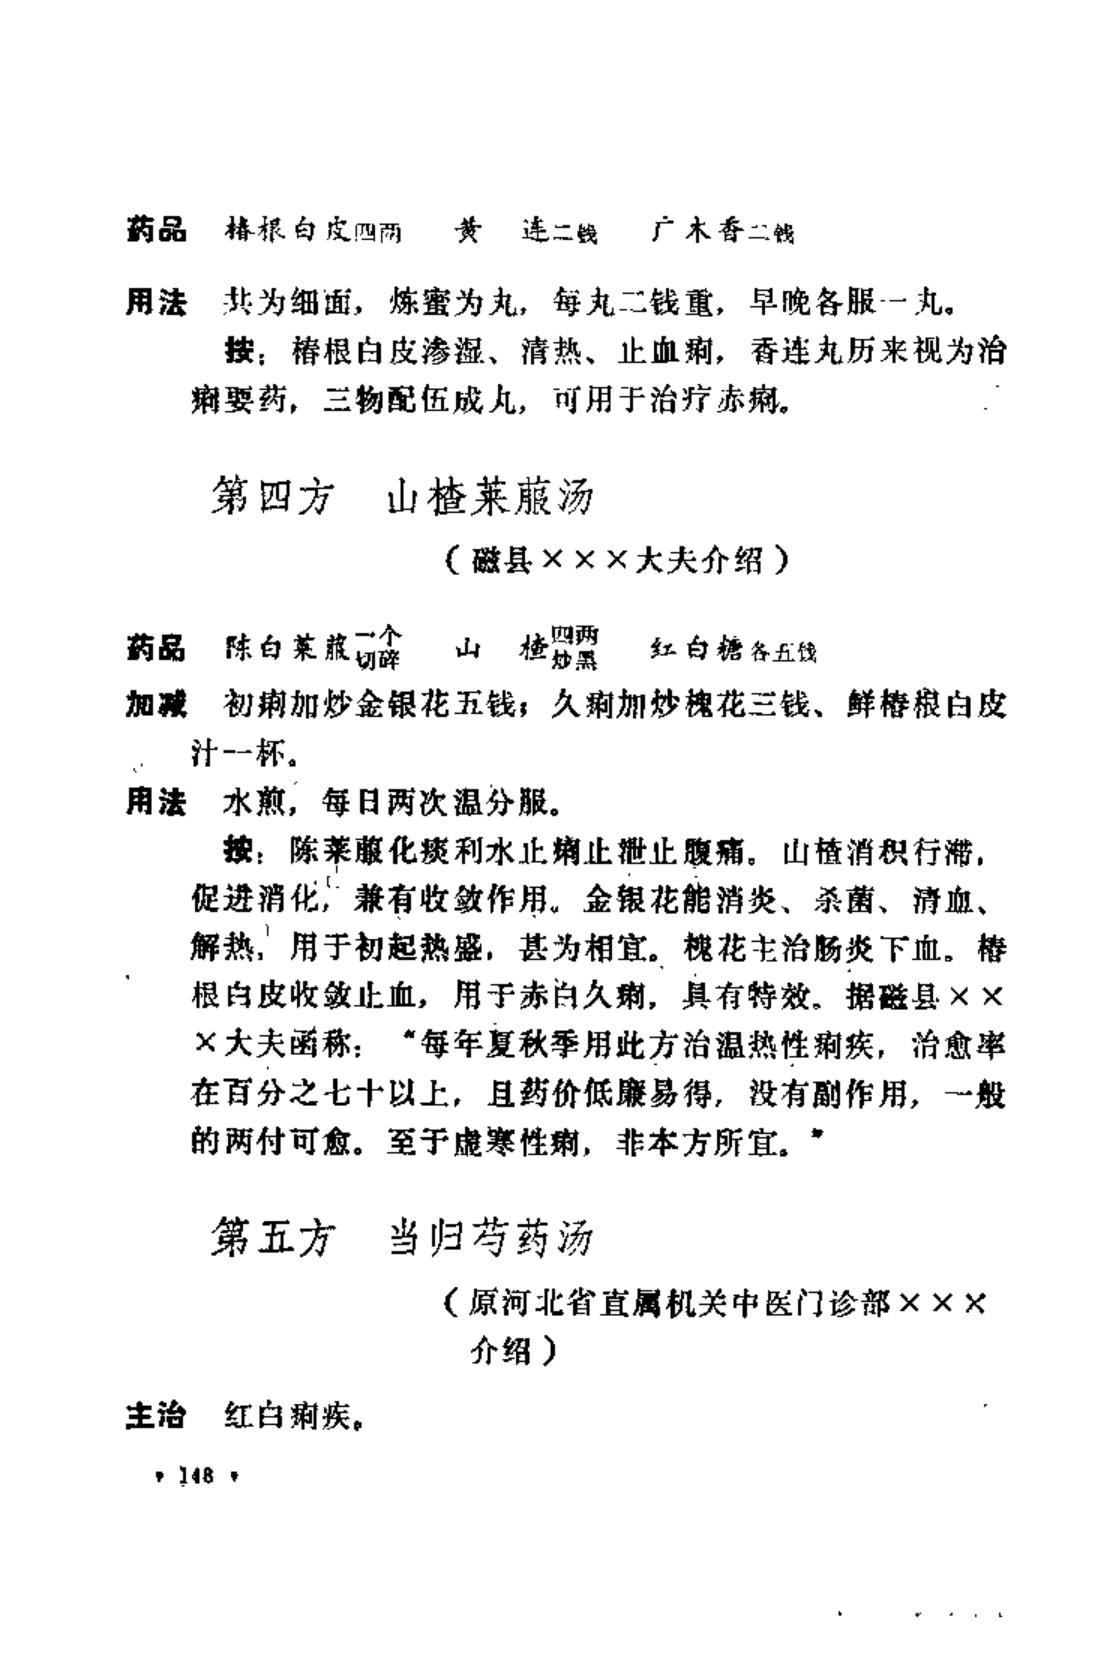 药品　椿根白皮四两　黄　连二钱　广木香二钱
用法　共为细面，炼蜜为丸，每丸二钱重，早晚各服一丸。
按：椿根白皮渗湿、清热、止血痢，香连丸历来视为治
痢要药，三物配伍成丸，可用于治疗赤痢。
第四方　山楂莱菔汤
（磁县×××大夫介绍）
药品　陈白莱菔一个切碎　山　楂四两炒黑　红白糖各五钱
加减　初痢加炒金银花五钱；久痢加炒槐花三钱、鲜椿根白皮
汁一杯。
用法　水煎，每日两次温分服。
按：陈莱菔化痰利水止痢止泄止腹痛。山楂消积行滞，
促进消化，兼有收敛作用。金银花能消炎、杀菌、清血、
解热，用于初起热盛，甚为相宜。槐花主治肠炎下血。椿
根白皮收敛止血，用于赤白久痢，具有特效。据磁县××
×大夫函称：“每年夏秋季用此方治温热性痢疾，治愈率
在百分之七十以上，且药价低廉易得，没有副作用，一般
的两付可愈。至于虚寒性痢，非本方所宜。”
第五方　当归芍药汤
（原河北省直属机关中医门诊部×××
介绍）
主治　红白痢疾。
• 148 •